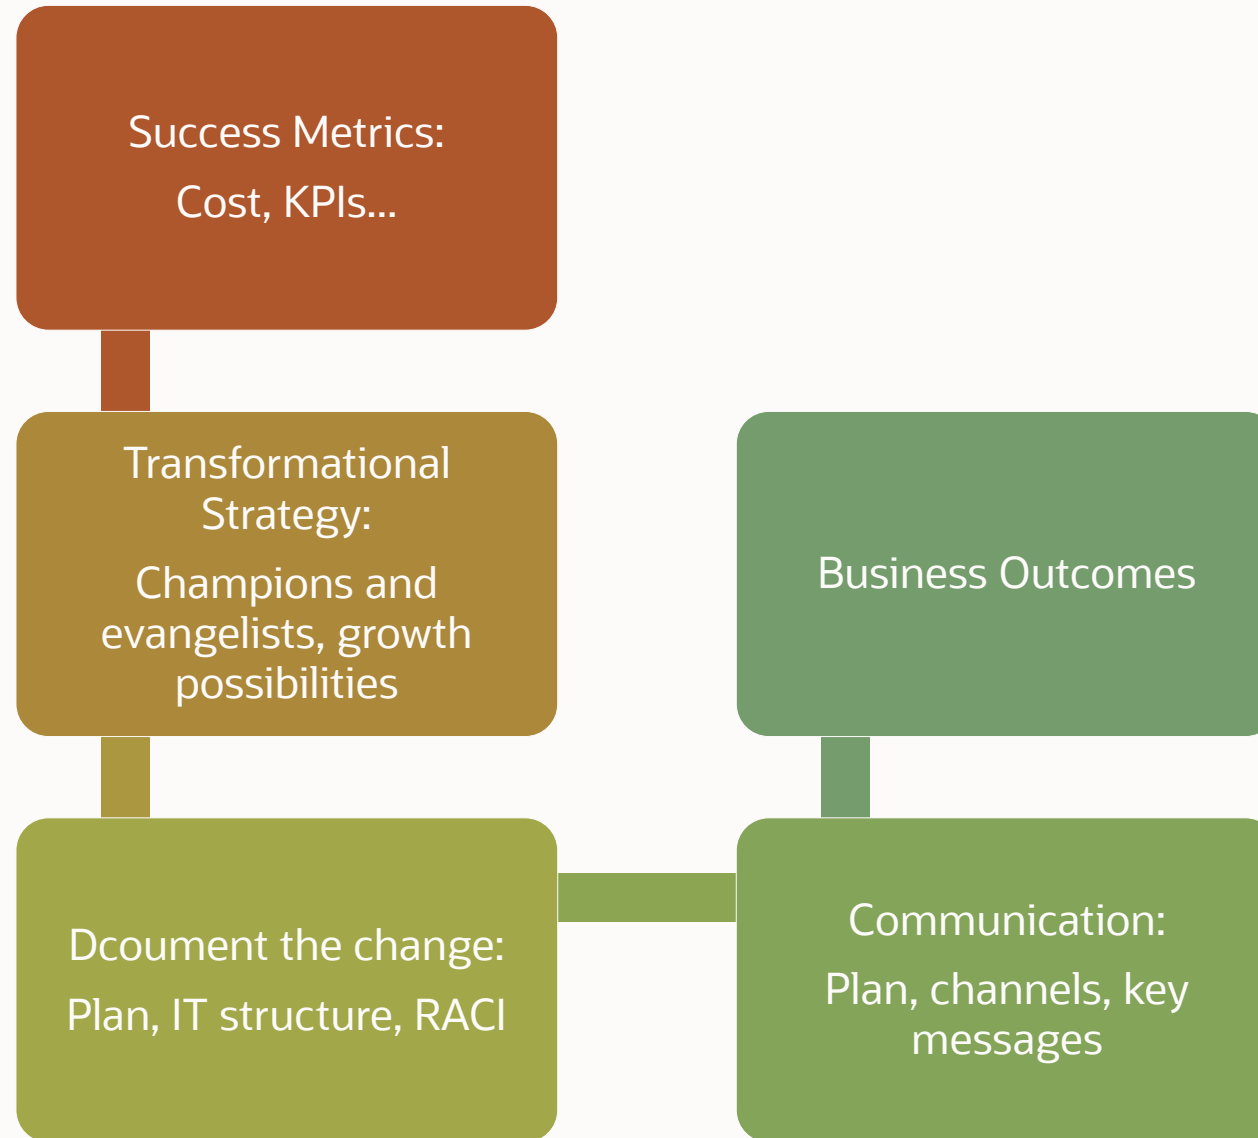 Success Metrics:
Cost, KPIs...
Transformational
Strategy:
Champions and
evangelists, growth
possibilities
Dcoument the change:
Plan, IT structure, RACI
Communication:
Plan, channels, key
messages
Business Outcomes